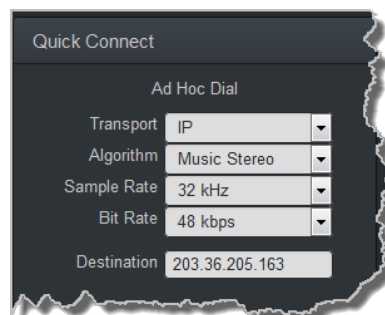 Quick Connect
Ad Hoc Dial
Transport IP
Algorithm Music Stereo
Sample Rate 32 kHz
Bit Rate 48 kbps
Destination 203.36.205.163